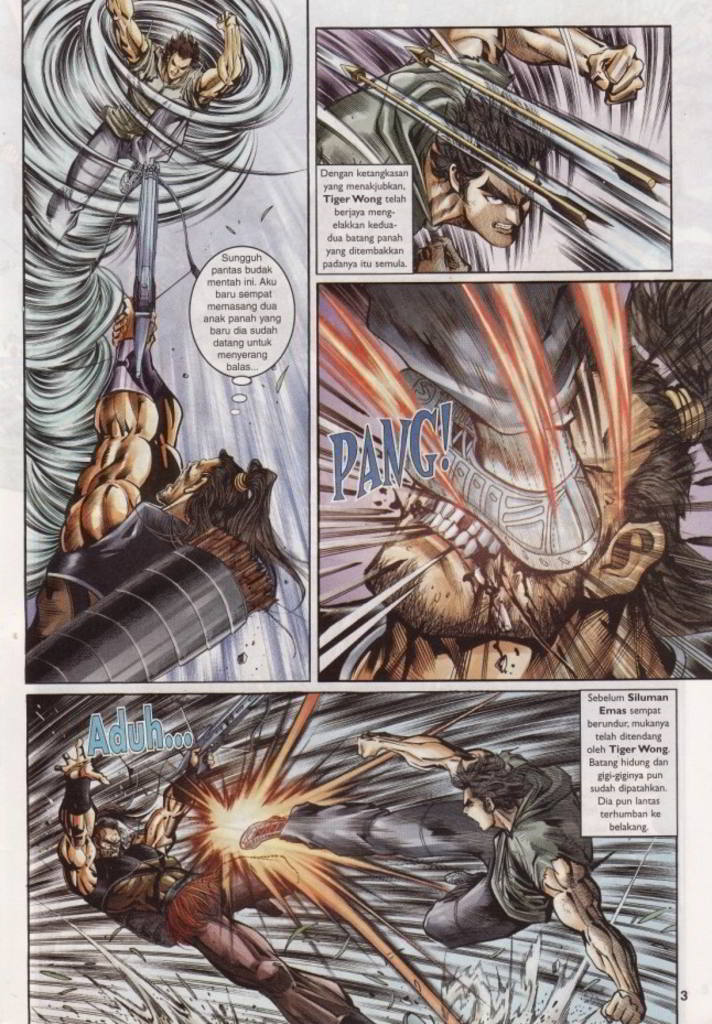 Sungguh
pantas budak
mentah ini. Aku
baru sempat
memasang dua
anak panah yang
baru dia sudah
datang untuk
menyerang
balas...
Dengan ketangkasan
yang menakjubkan,
Tiger Wong telah
berjaya meng-
elakkan kedua-
dua batang panah
yang ditembakkan
padanya itu semula.
PANG!
Aduh...
Sebelum Siluman
Emas sempat
berundur, mukanya
telah ditendang
oleh Tiger Wong.
Batang hidung dan
gigi-giginya pun
sudah dipatahkan.
Dia pun lantas
terhumban ke
belakang.
3